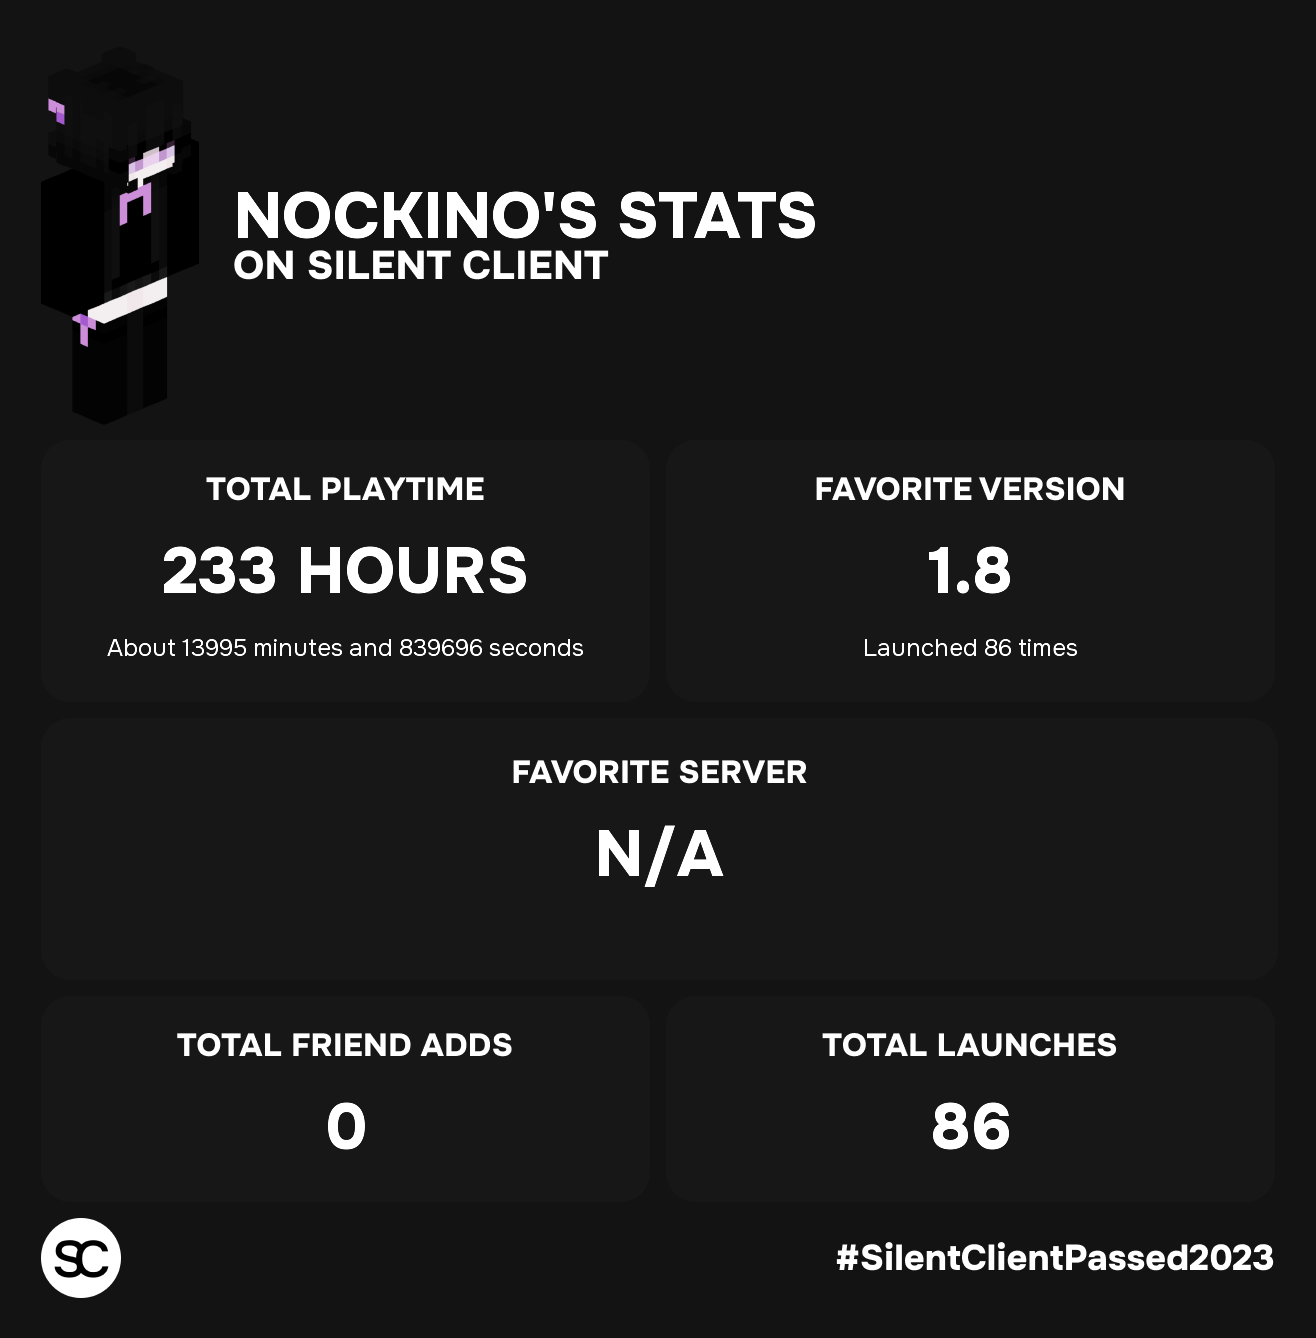 NOCKINO'S STATS
ON SILENT CLIENT
TOTAL PLAYTIME
233 HOURS
About 13995 minutes and 839696 seconds
FAVORITE VERSION
1.8
Launched 86 times
FAVORITE SERVER
N/A
TOTAL FRIEND ADDS
0
TOTAL LAUNCHES
86
SC
#SilentClientPassed2023